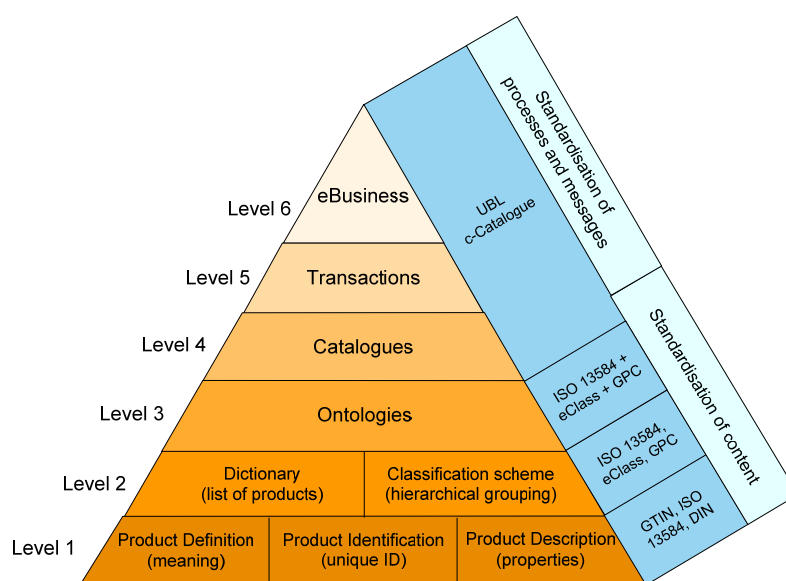 Level 6
eBusiness
Level 5
Transactions
Level 4
Catalogues
Level 3
Ontologies
Level 2
Dictionary
(list of products)
Classification scheme
(hierarchical grouping)
Level 1
Product Definition
(meaning)
Product Identification
(unique ID)
Product Description
(properties)
UBL
c-Catalogue
ISO 13584 +
eClass + GPC
ISO 13584,
eClass, GPC
GTIN, ISO
13584, DIN
Standardisation of
processes and messages
Standardisation of content